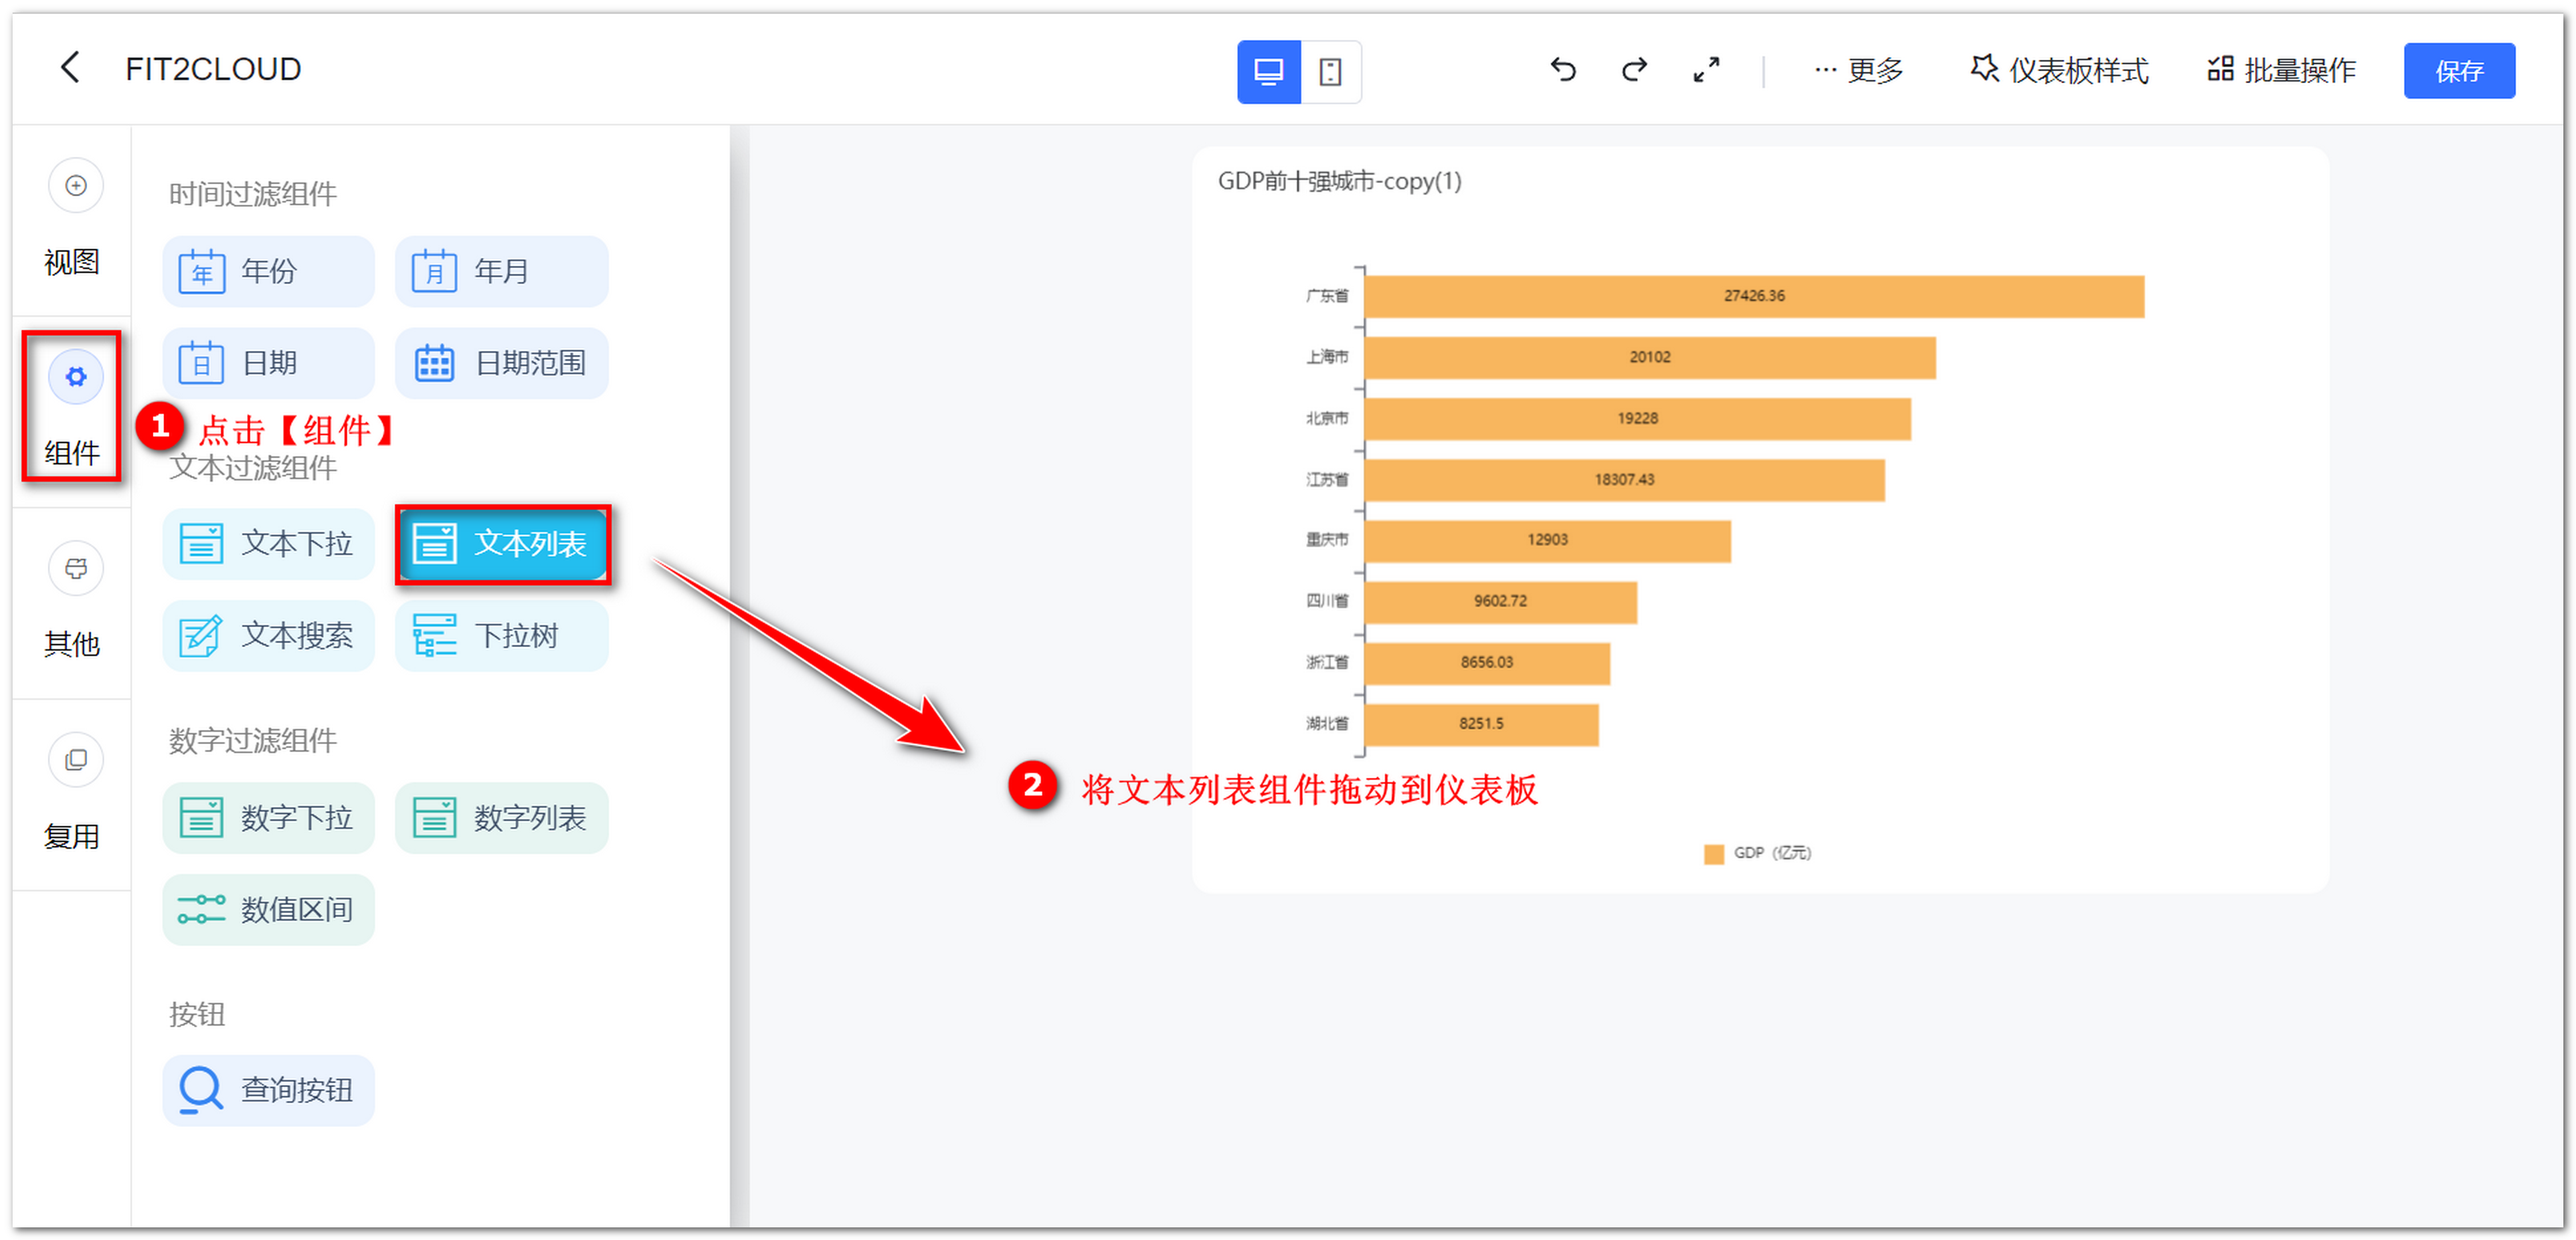 FIT2CLOUD
更多
仪表板样式
批量操作
保存
视图
组件
其他
复用
时间过滤组件
年 年份
月 年月
日 日期
日期范围
1 点击【组件】
文本过滤组件
文本下拉
文本列表
文本搜索
下拉树
数字过滤组件
数字下拉
数字列表
数值区间
按钮
查询按钮
GDP前十强城市-copy(1)
广东省 27426.36
上海市 20102
北京市 19228
江苏省 18307.43
重庆市 12903
四川省 9602.72
浙江省 8656.03
湖北省 8251.5
2 将文本列表组件拖动到仪表板
GDP（亿元）